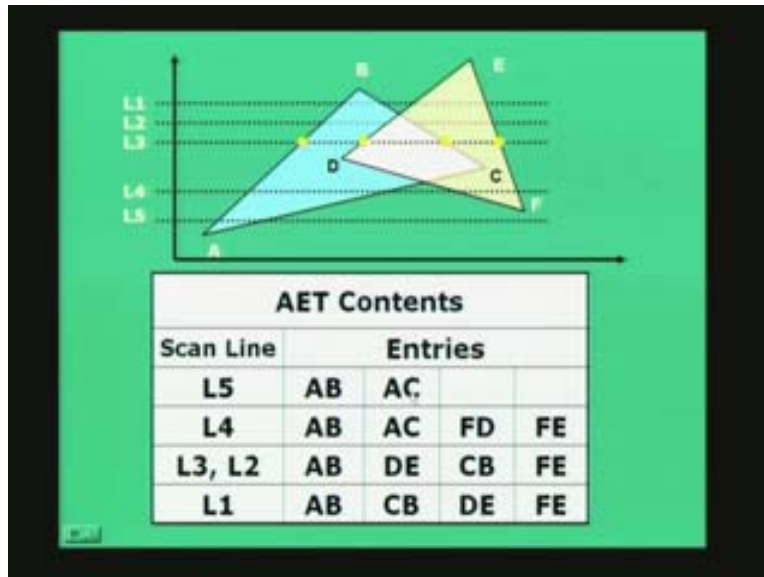 B
E
L1
L2
L3
D
C
L4
F
L5
A
AET Contents
Scan Line Entries
L5 AB AC
L4 AB AC FD FE
L3, L2 AB DE CB FE
L1 AB CB DE FE